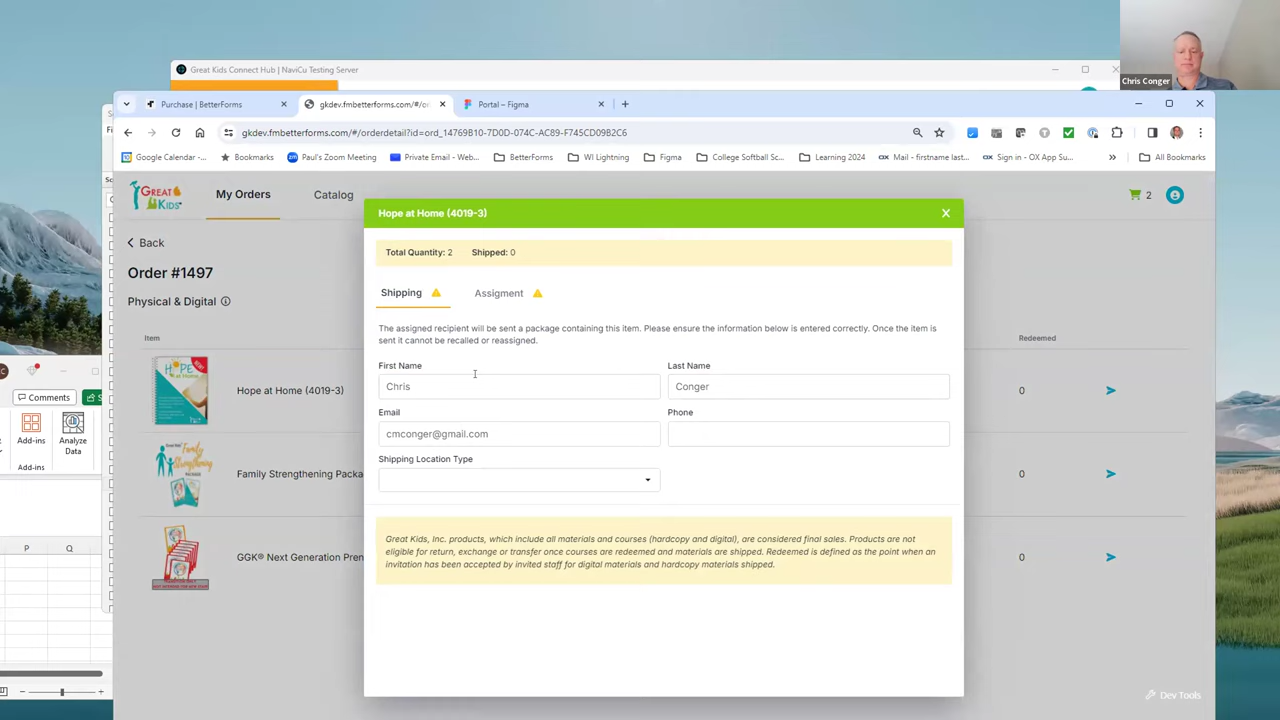 Chris Conger
Great Kids Connect Hub | NaviCu Testing Server
Purchase | BetterForms
gkdev.fmbetterforms.com/#/or
Portal – Figma
gkdev.fmbetterforms.com/#/orderdetail?id=ord_14769B10-7D0D-074C-AC89-F745CD09B2C6
Google Calendar -...
Bookmarks
Paul's Zoom Meeting
Private Email - Web...
BetterForms
WI Lightning
Figma
College Softball Sc...
Learning 2024
Mail - firstname last...
Sign in - OX App Su...
All Bookmarks
GREAT KIDS
My Orders
Catalog
2
Back
Order #1497
Physical & Digital
Item
Redeemed
Hope at Home (4019-3)
0
Family Strengthening Packa
0
GGK® Next Generation Pren
0
Hope at Home (4019-3)
X
Total Quantity: 2
Shipped: 0
Shipping
Assigment
The assigned recipient will be sent a package containing this item. Please ensure the information below is entered correctly. Once the item is
sent it cannot be recalled or reassigned.
First Name
Last Name
Chris
Conger
Email
Phone
cmconger@gmail.com
Shipping Location Type
Great Kids, Inc. products, which include all materials and courses (hardcopy and digital), are considered final sales. Products are not
eligible for return, exchange or transfer once courses are redeemed and materials are shipped. Redeemed is defined as the point when an
invitation has been accepted by invited staff for digital materials and hardcopy materials shipped.
Dev Tools
Comments
Add-ins
Analyze
Data
Add-ins
P
Q